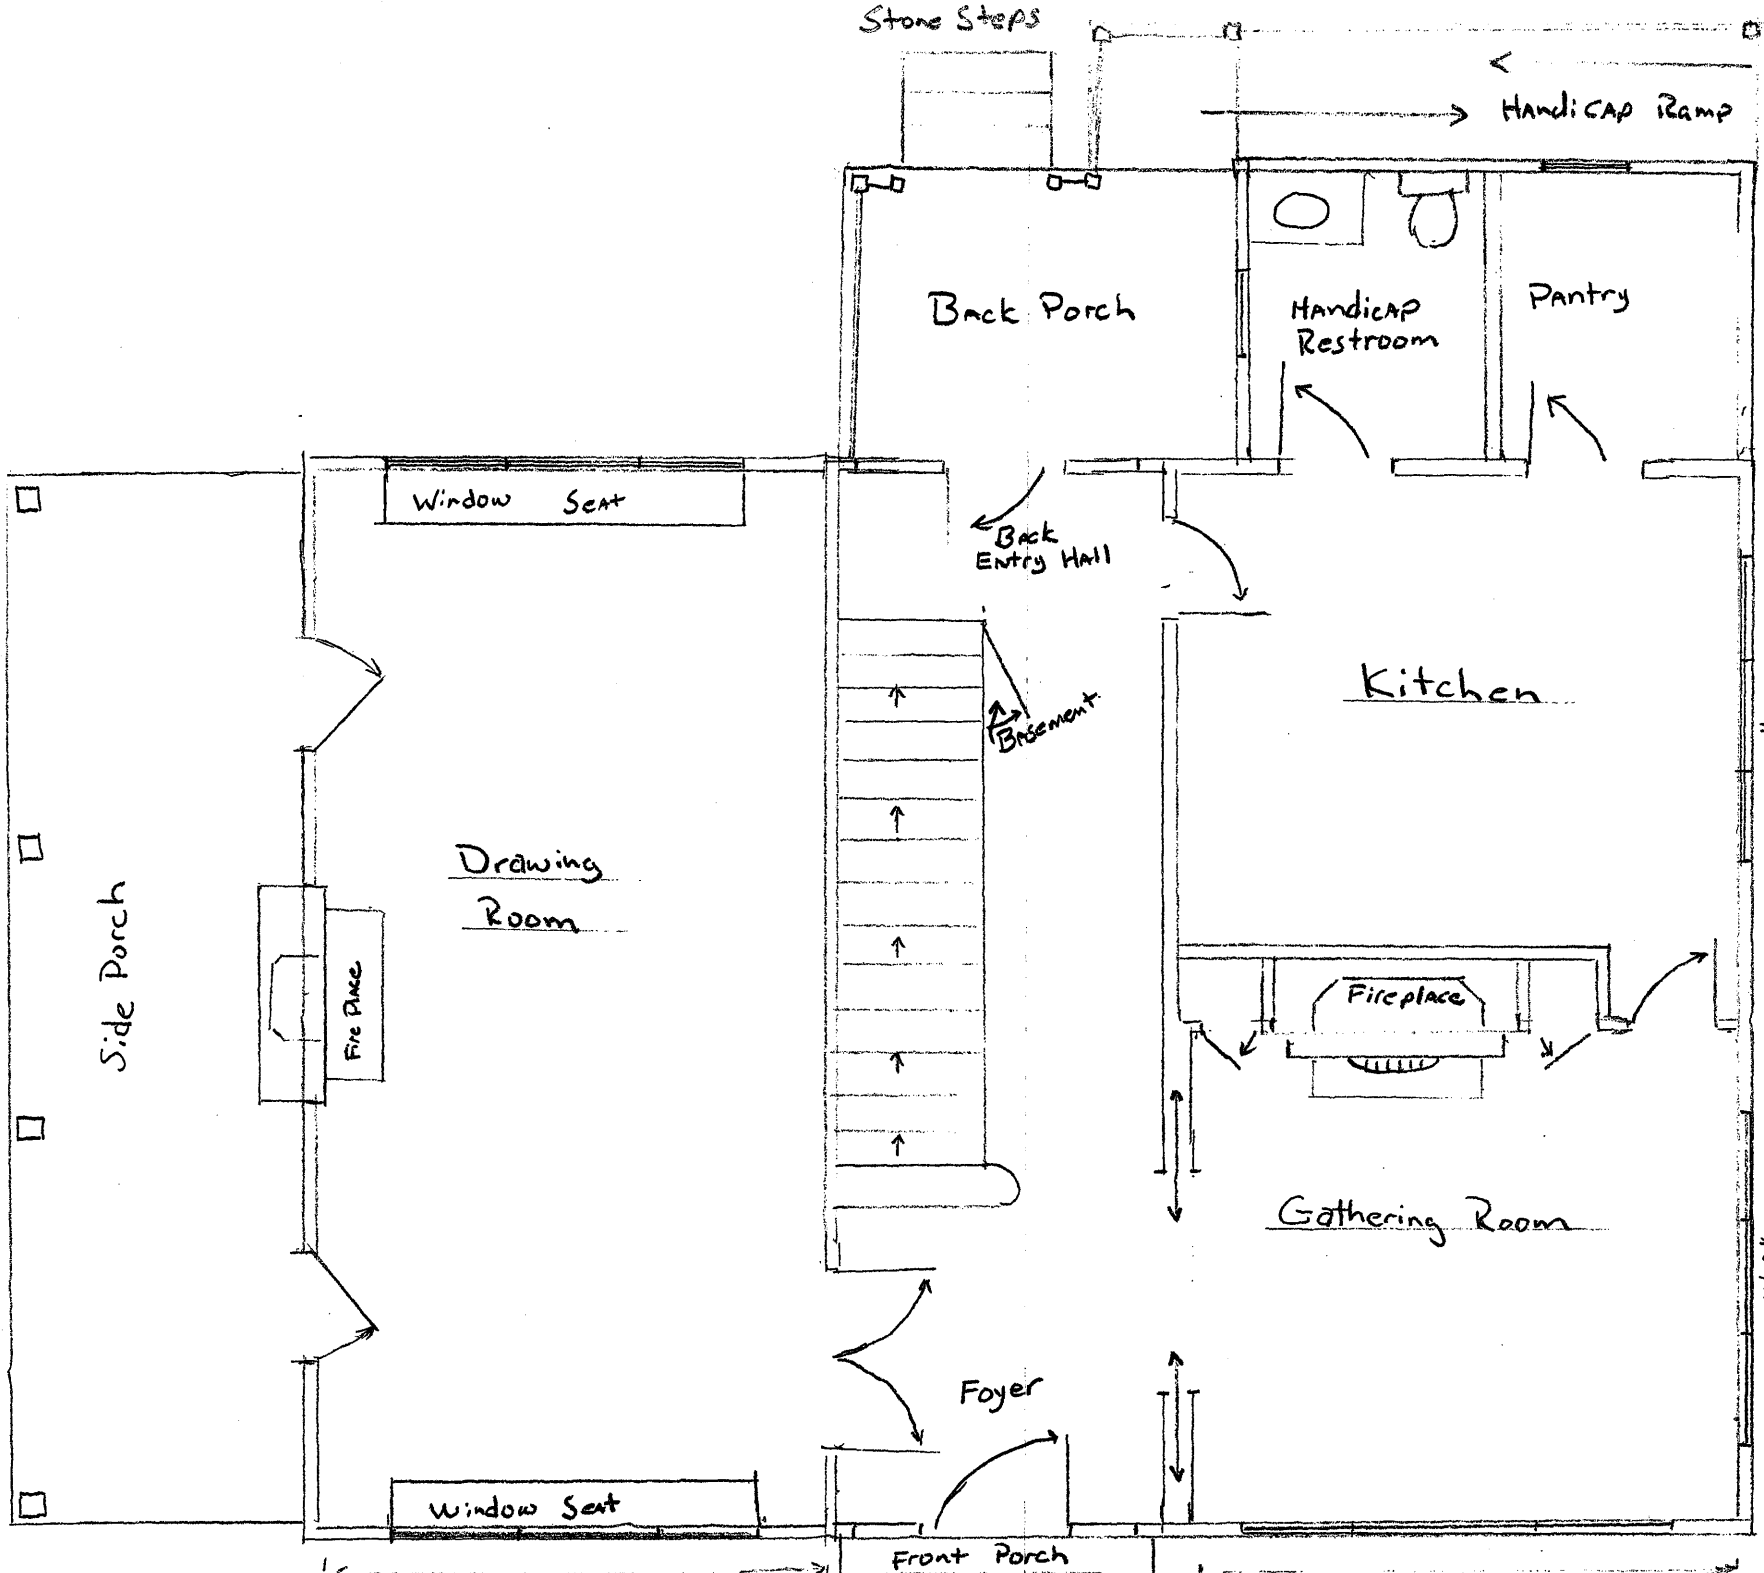 Stone Steps
HandiCAP Ramp
Back Porch
HandicAP
Restroom
Pantry
Window Seat
Back
Entry Hall
Kitchen
Basement
Drawing
Room
Side Porch
Fire Place
Fireplace
Gathering Room
Foyer
Window Seat
Front Porch